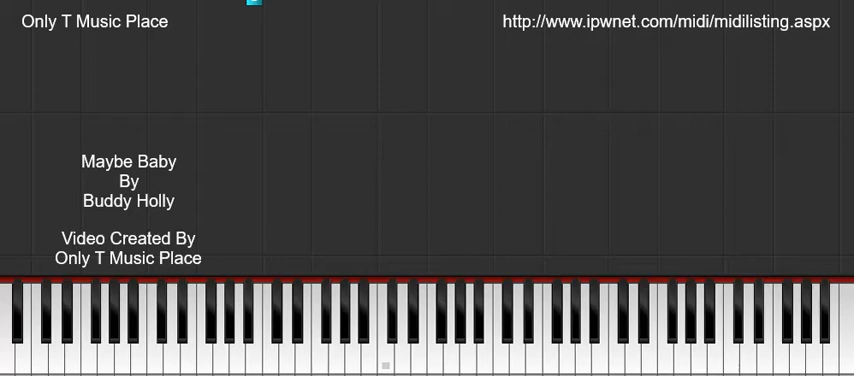 Only T Music Place
http://www.ipwnet.com/midi/midilisting.aspx
Maybe Baby
By
Buddy Holly
Video Created By
Only T Music Place